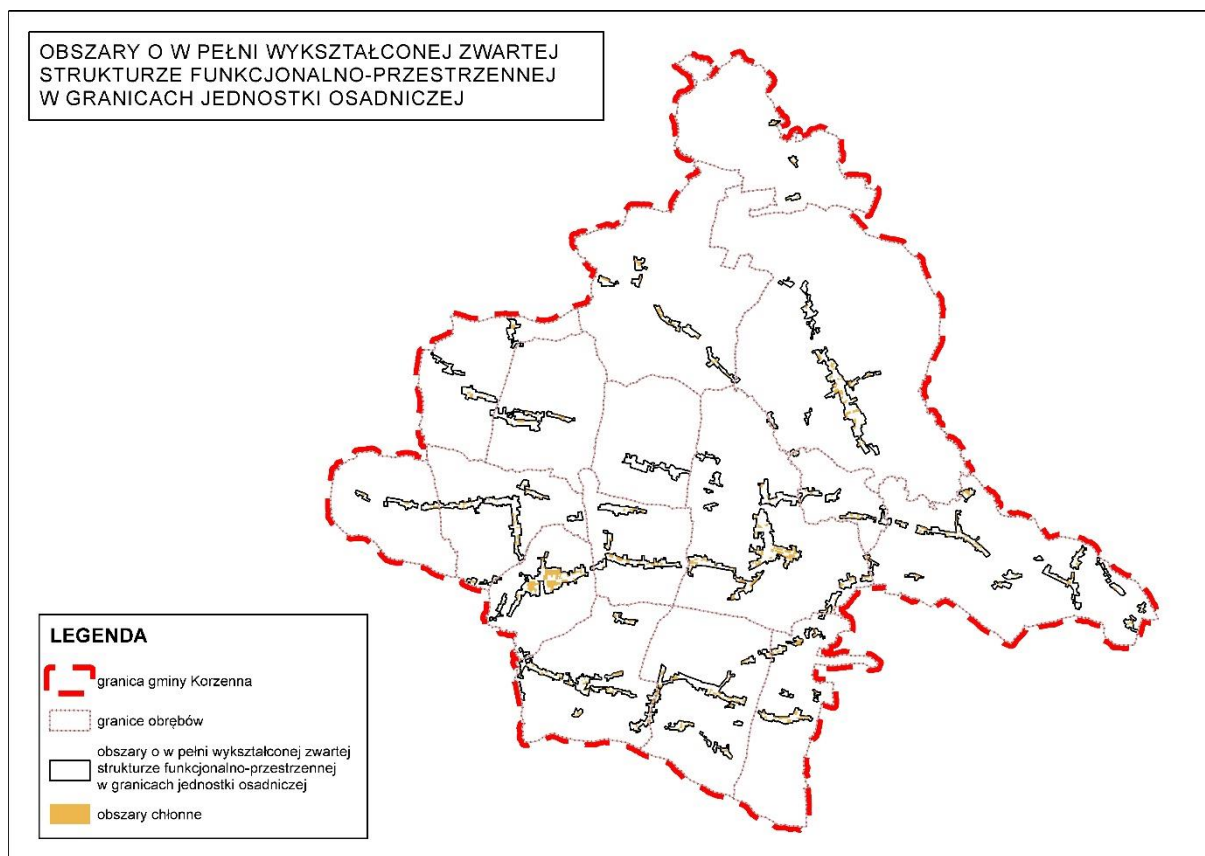 OBSZARY O W PEŁNI WYKSZTAŁCONEJ ZWARTEJ
STRUKTURZE FUNKCJONALNO-PRZESTRZENNEJ
W GRANICACH JEDNOSTKI OSADNICZEJ
LEGENDA
granica gminy Korzenna
granice obrębów
obszary o w pełni wykształconej zwartej
strukturze funkcjonalno-przestrzennej
w granicach jednostki osadniczej
obszary chłonne